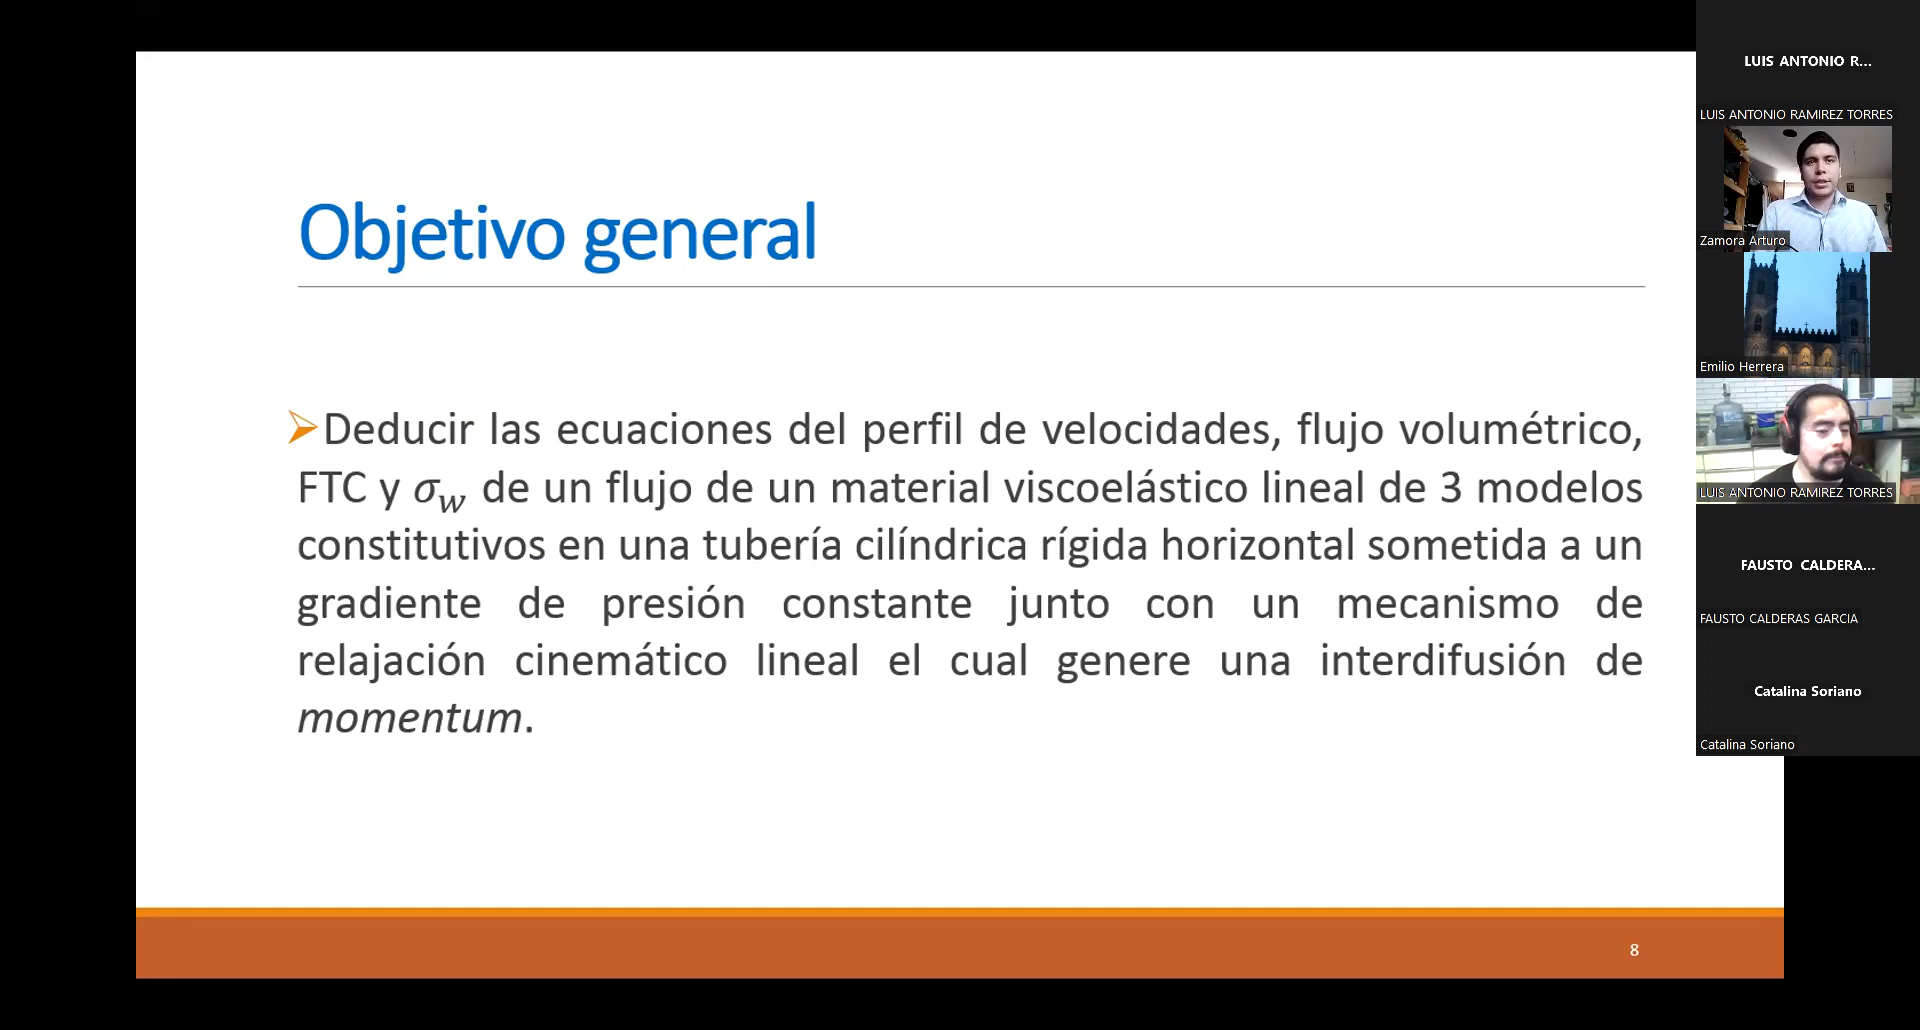 Objetivo general
➢Deducir las ecuaciones del perfil de velocidades, flujo volumétrico,
FTC y σw de un flujo de un material viscoelástico lineal de 3 modelos
constitutivos en una tubería cilíndrica rígida horizontal sometida a un
gradiente de presión constante junto con un mecanismo de
relajación cinemático lineal el cual genere una interdifusión de
momentum.
8
LUIS ANTONIO R...
LUIS ANTONIO RAMIREZ TORRES
Zamora Arturo
Emilio Herrera
LUIS ANTONIO RAMIREZ TORRES
FAUSTO CALDERA...
FAUSTO CALDERAS GARCIA
Catalina Soriano
Catalina Soriano